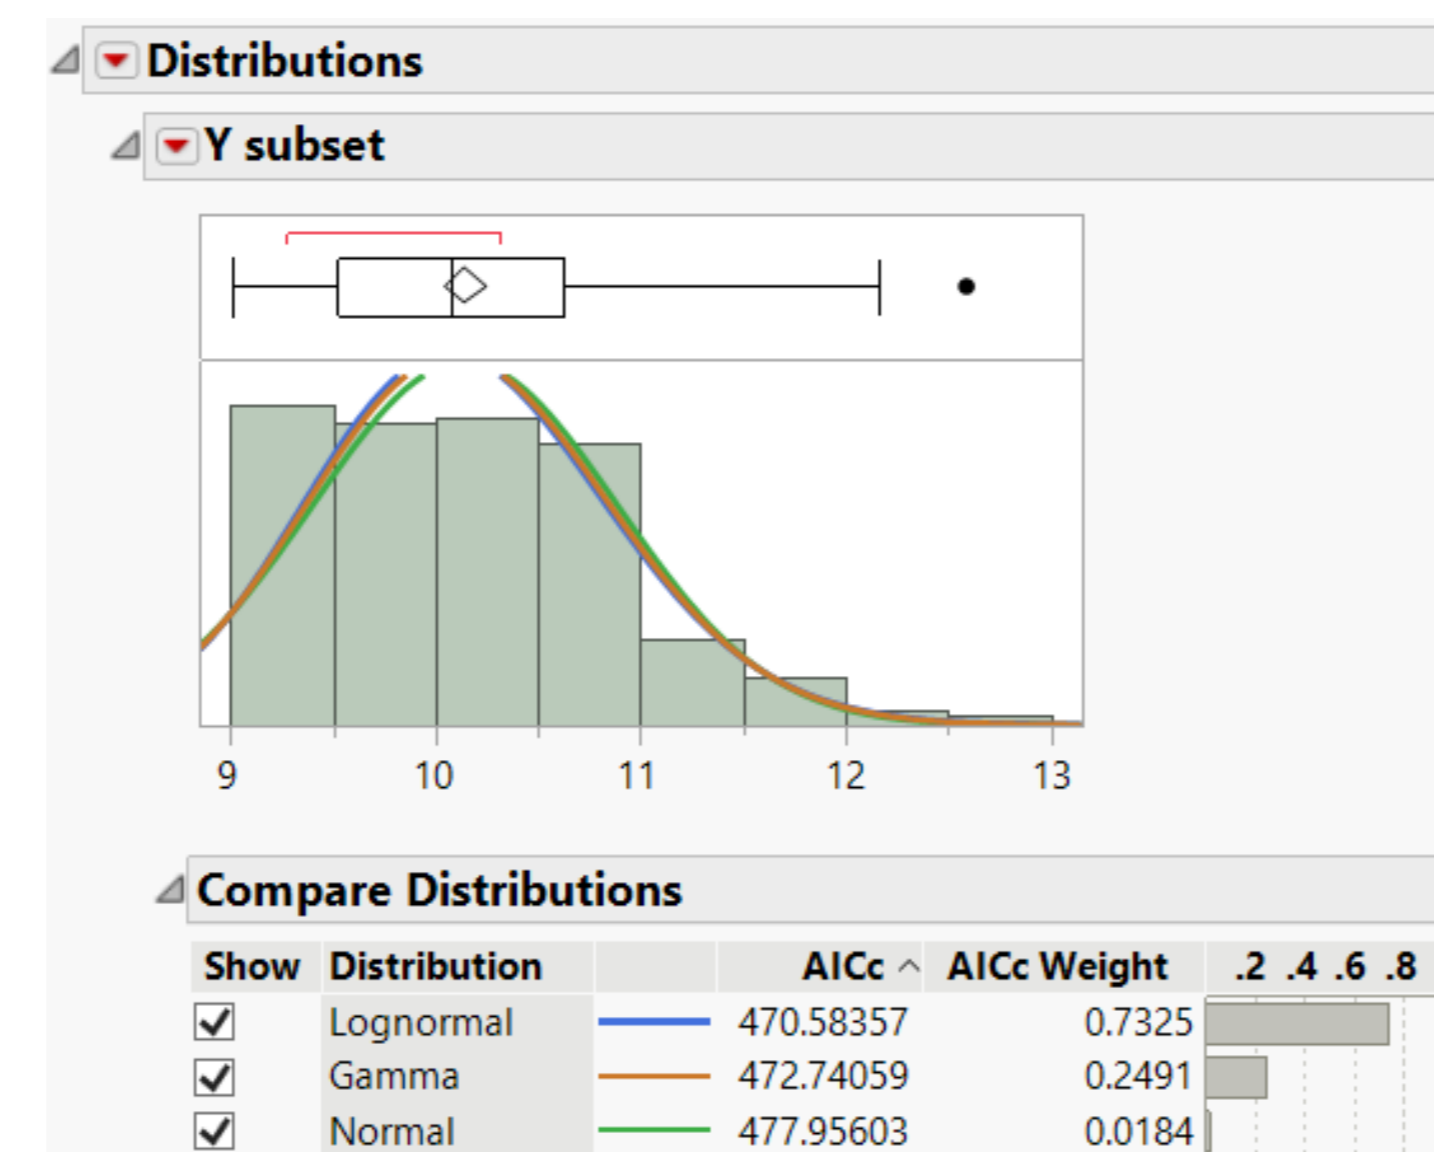 Distributions
Y subset
9 10 11 12 13
Compare Distributions
Show Distribution AICc AICc Weight .2 .4 .6 .8
Lognormal 470.58357 0.7325
Gamma 472.74059 0.2491
Normal 477.95603 0.0184